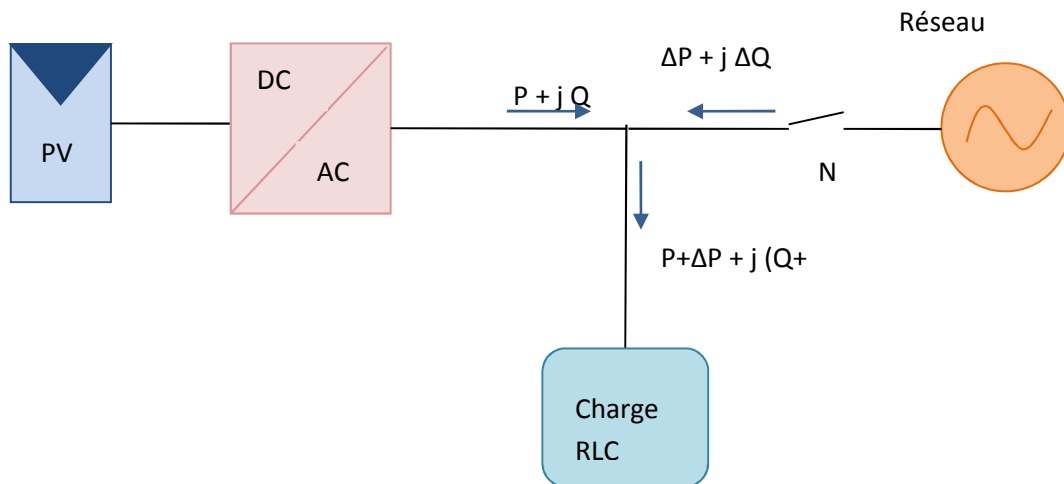 Réseau
ΔP + j ΔQ
P + j Q
DC
AC
PV
N
P+ΔP + j (Q+
Charge
RLC